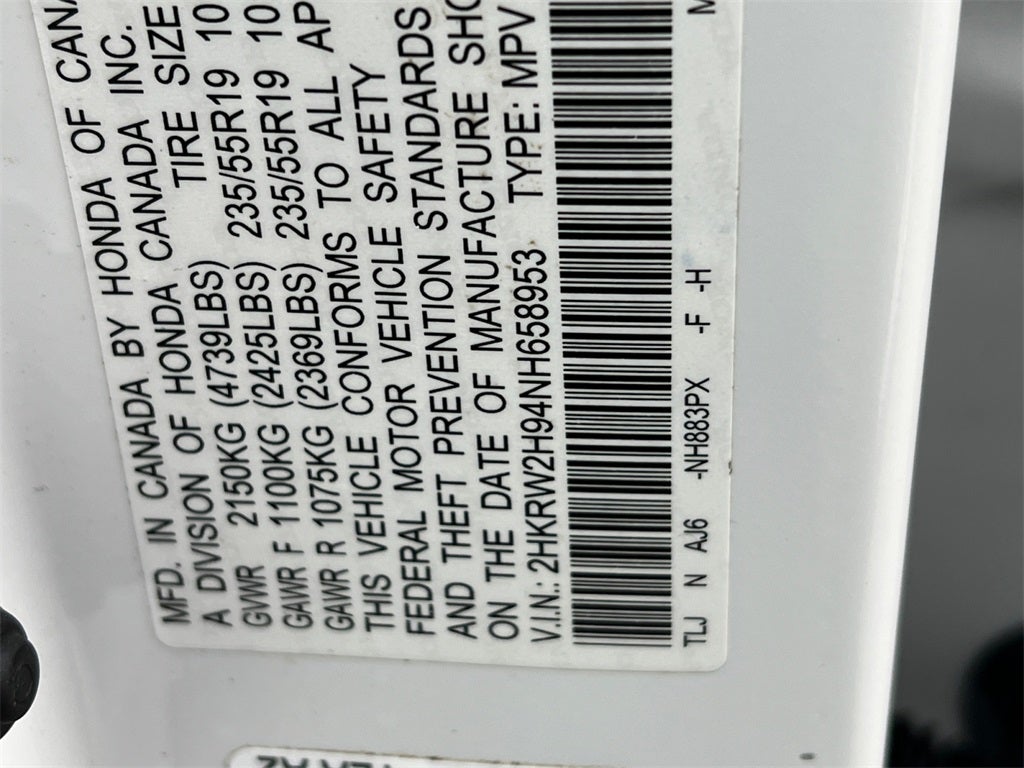 MFD. IN CANADA BY HONDA OF CANA
A DIVISION OF HONDA CANADA INC.
GVWR 2150KG (4739LBS) TIRE SIZE
GAWR F 1100KG (2425LBS) 235/55R19 10
GAWR R 1075KG (2369LBS) 235/55R19 10
THIS VEHICLE CONFORMS TO ALL AP
FEDERAL MOTOR VEHICLE SAFETY
AND THEFT PREVENTION STANDARDS
ON THE DATE OF MANUFACTURE SHO
V.I.N.: 2HKRW2H94NH658953 TYPE: MPV
TLJ N AJ6 -NH883PX -F -H M